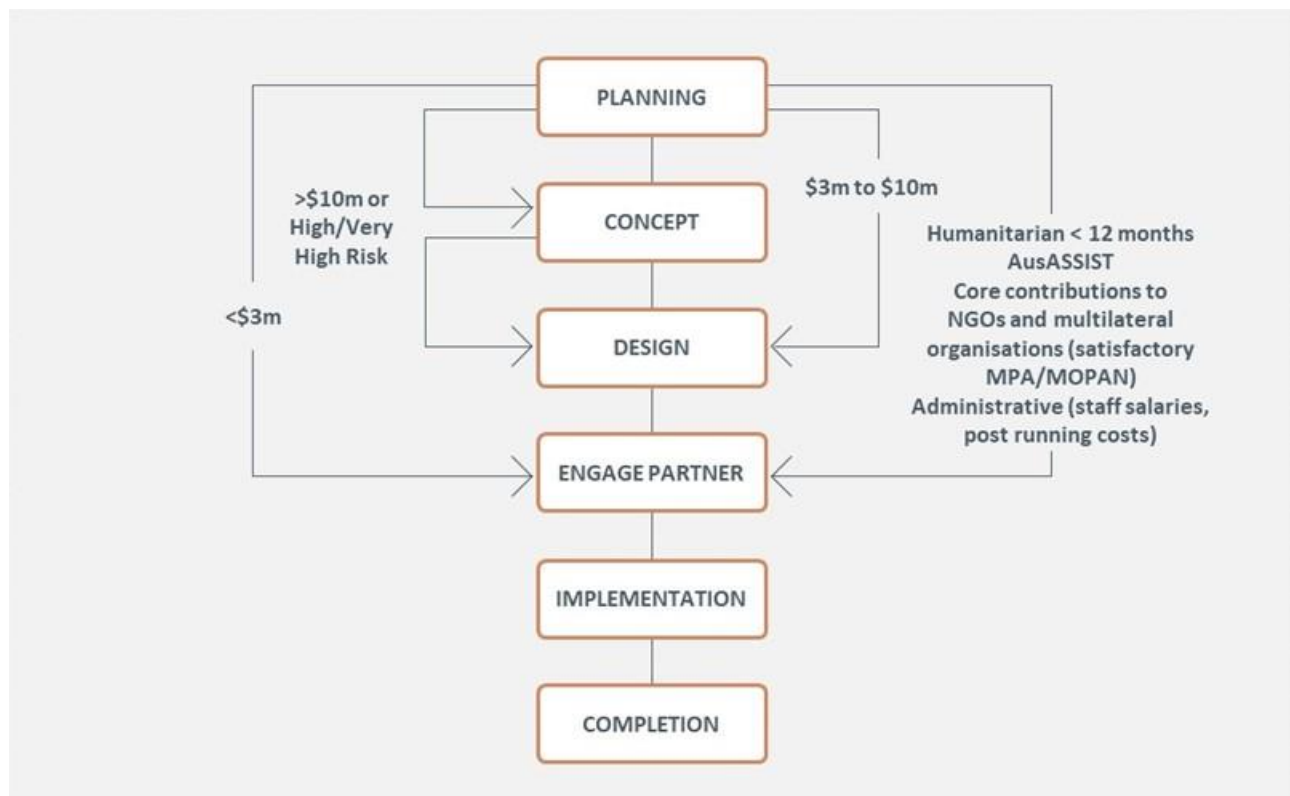 PLANNING
>$10m or
High/Very
High Risk
$3m to $10m
CONCEPT
Humanitarian < 12 months
AusASSIST
Core contributions to
NGOs and multilateral
organisations (satisfactory
MPA/MOPAN)
Administrative (staff salaries,
post running costs)
<$3m
DESIGN
ENGAGE PARTNER
IMPLEMENTATION
COMPLETION